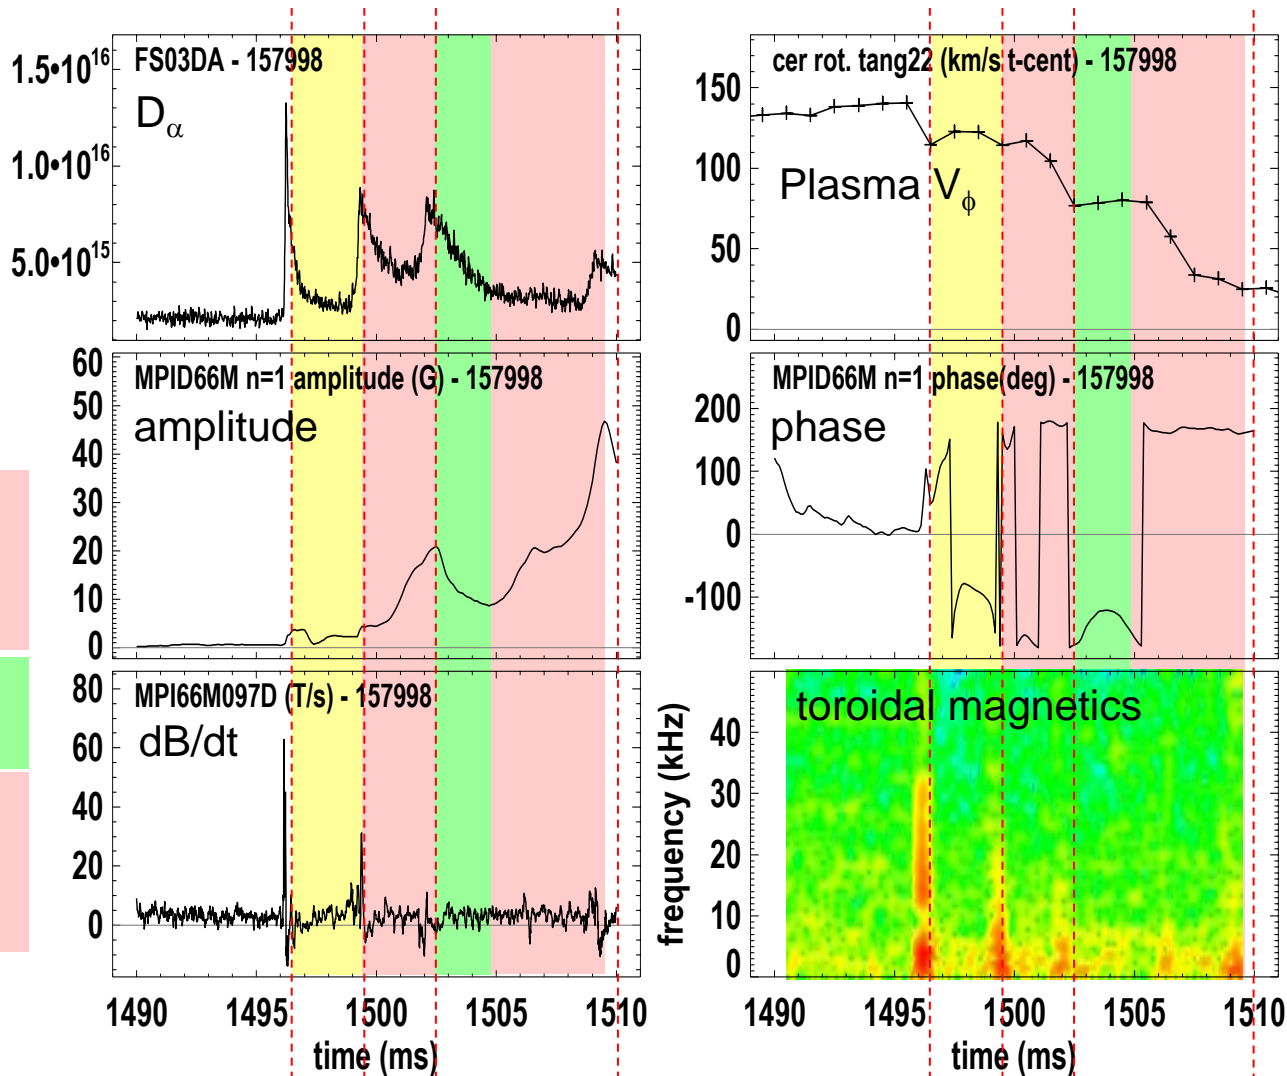 FS03DA - 157998
Dα
1.5•10^16
1.0•10^16
5.0•10^15
cer rot. tang22 (km/s t-cent) - 157998
Plasma Vϕ
150
100
50
0
MPID66M n=1 amplitude (G) - 157998
amplitude
60
50
40
30
20
10
0
MPID66M n=1 phase(deg) - 157998
phase
200
100
0
-100
MPI66M097D (T/s) - 157998
dB/dt
80
60
40
20
0
1490 1495 1500 1505 1510
time (ms)
toroidal magnetics
frequency (kHz)
40
30
20
10
0
1490 1495 1500 1505 1510
time (ms)